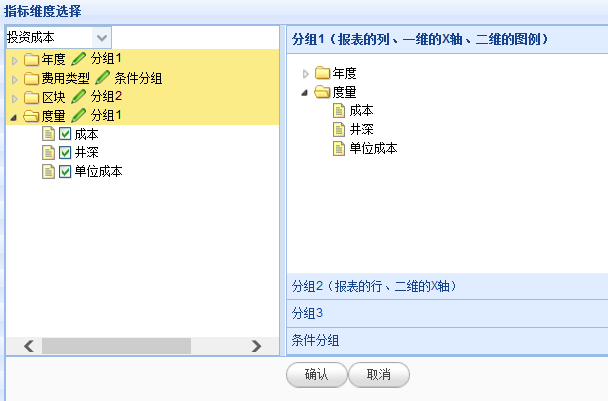 指标维度选择
投资成本
年度 分组1
费用类型 条件分组
区块 分组2
度量 分组1
成本
井深
单位成本
分组1（报表的列、一维的X轴、二维的图例）
年度
度量
成本
井深
单位成本
分组2（报表的行、二维的X轴）
分组3
条件分组
确认 取消